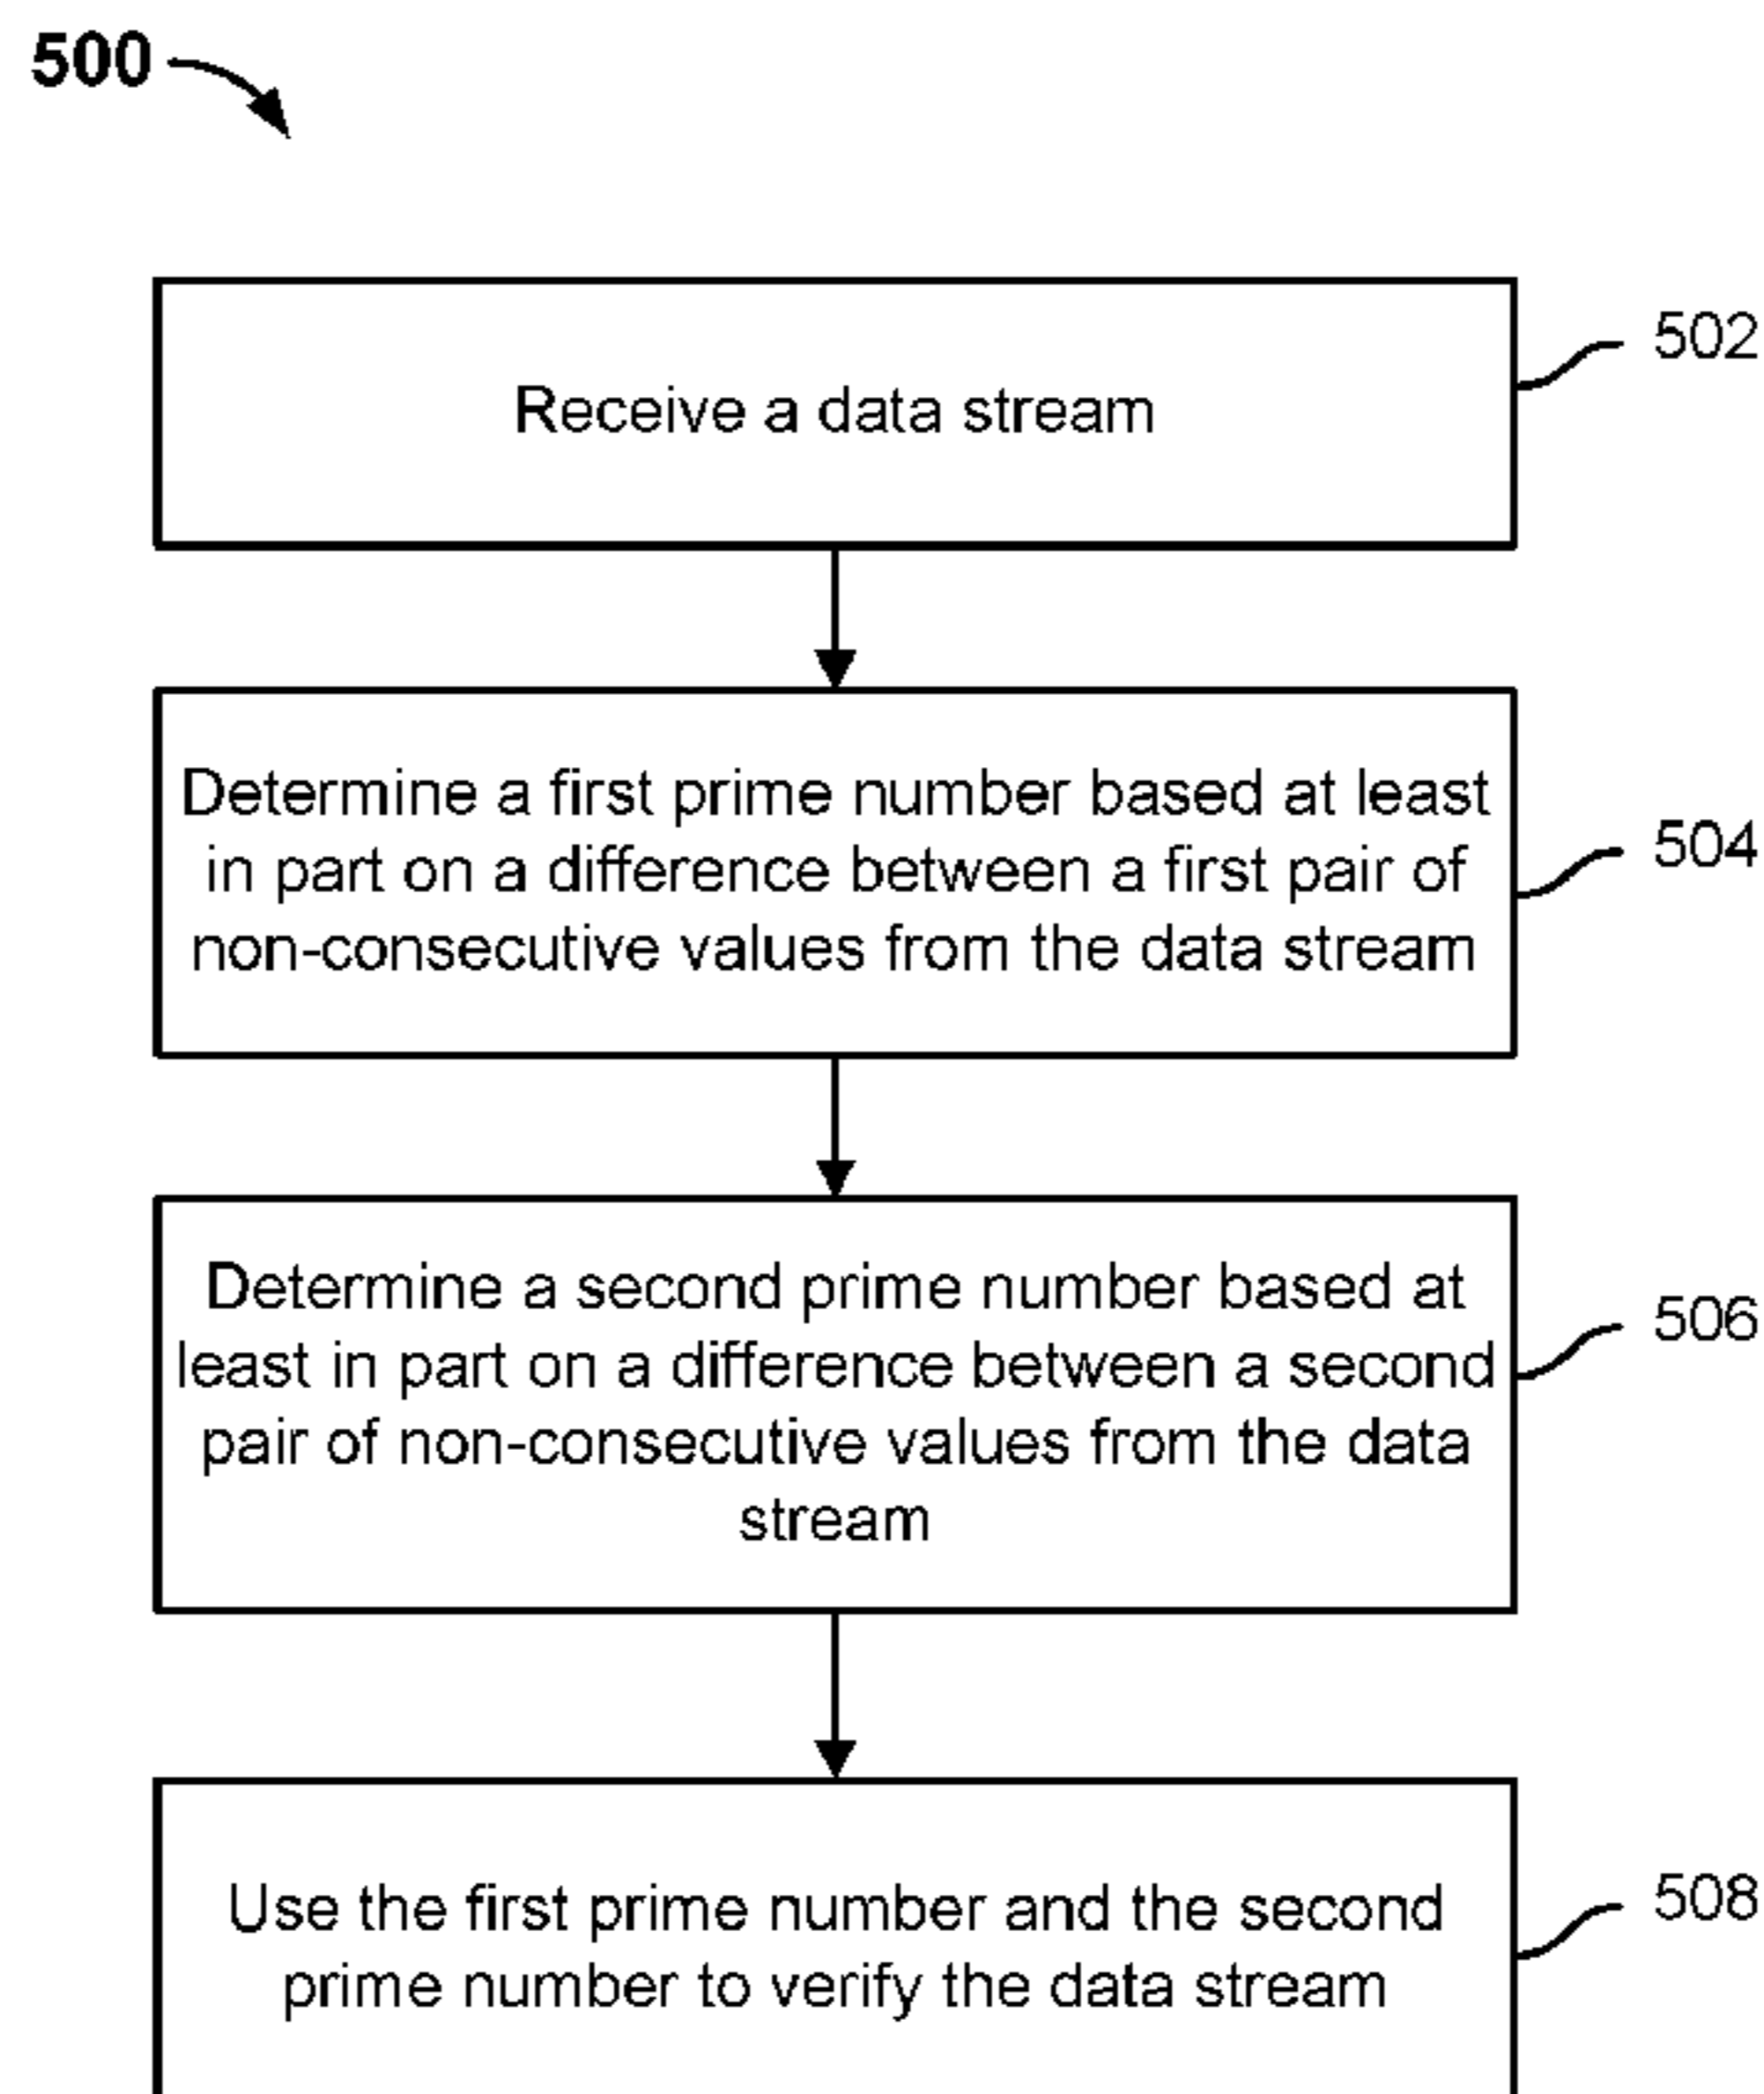 500
Receive a data stream
502
Determine a first prime number based at least
in part on a difference between a first pair of
non-consecutive values from the data stream
504
Determine a second prime number based at
least in part on a difference between a second
pair of non-consecutive values from the data
stream
506
Use the first prime number and the second
prime number to verify the data stream
508